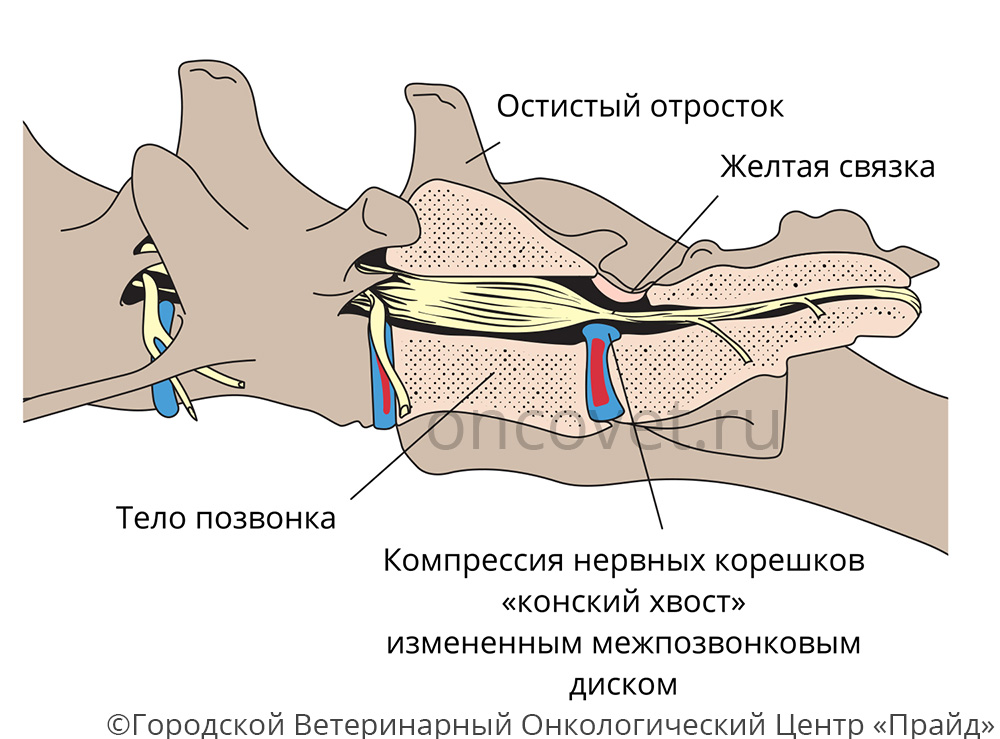 Остистый отросток
Желтая связка
oncovet.ru
Тело позвонка
Компрессия нервных корешков
«конский хвост»
измененным межпозвонковым
диском
©Городской Ветеринарный Онкологический Центр «Прайд»